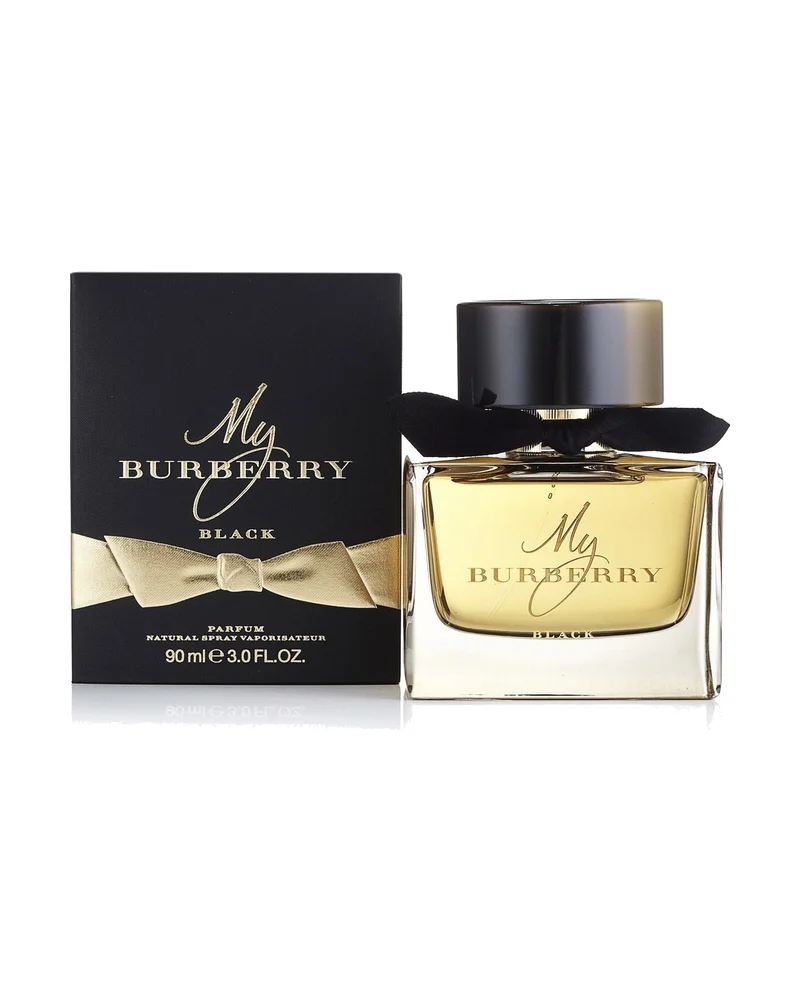 My
BURBERRY
BLACK
PARFUM
NATURAL SPRAY VAPORISATEUR
90 ml ℮ 3.0 FL.OZ.
My
BURBERRY
BLACK